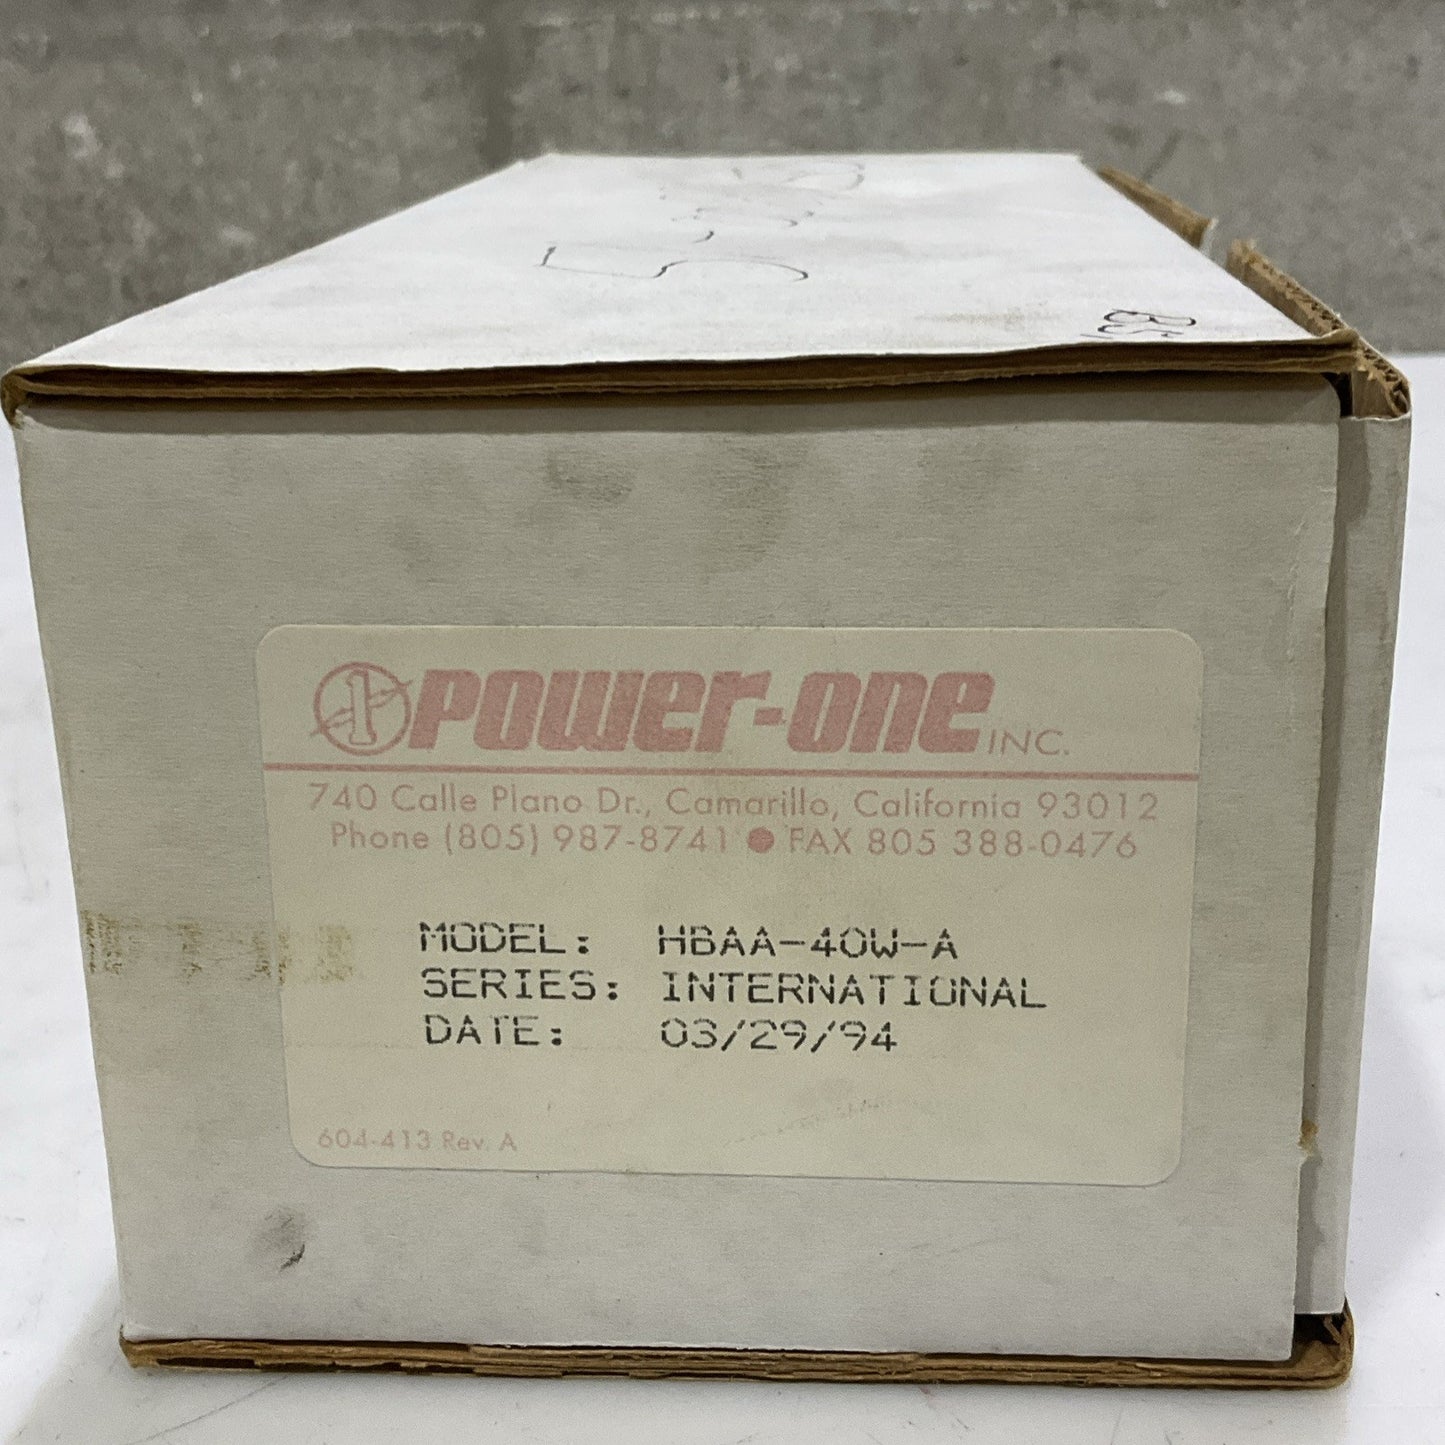 1 POWER-ONE INC.
740 Calle Plano Dr., Camarillo, California 93012
Phone (805) 987-8741 ● FAX 805 388-0476
MODEL: HBAA-40W-A
SERIES: INTERNATIONAL
DATE: 03/29/94
604-413 Rev. A